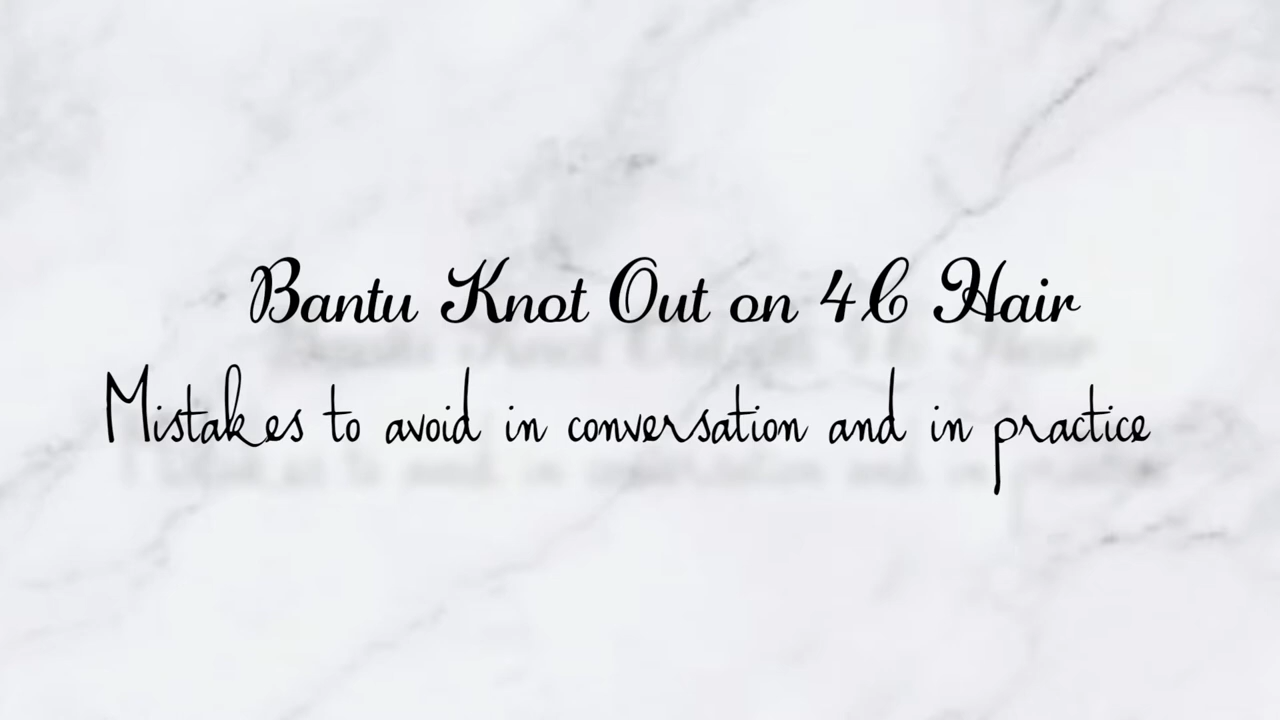 Bantu Knot Out on 4C Hair
Mistakes to avoid in conversation and in practice